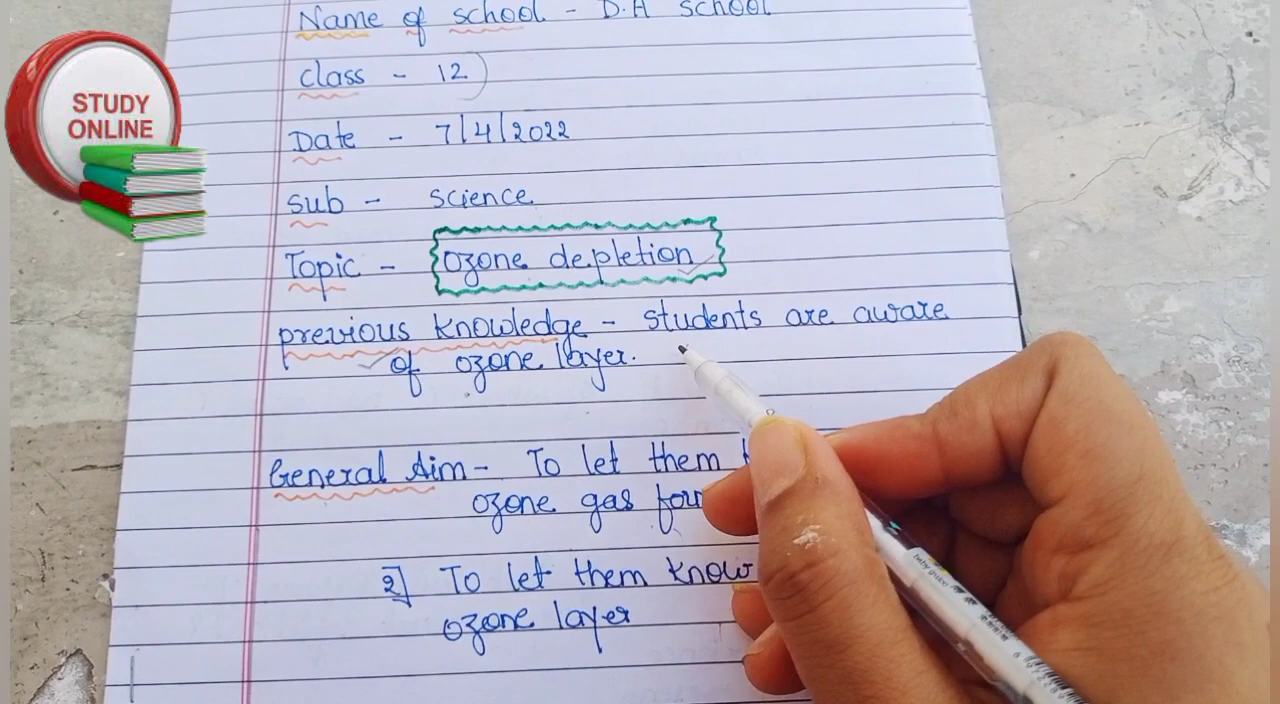 STUDY
ONLINE
Name of school - D.A school
class - 12
Date - 7/4/2022
sub - science
Topic - ozone depletion
previous knowledge - students are aware
of ozone layer.
General Aim - To let them
ozone gas
2] To let them know
ozone layer